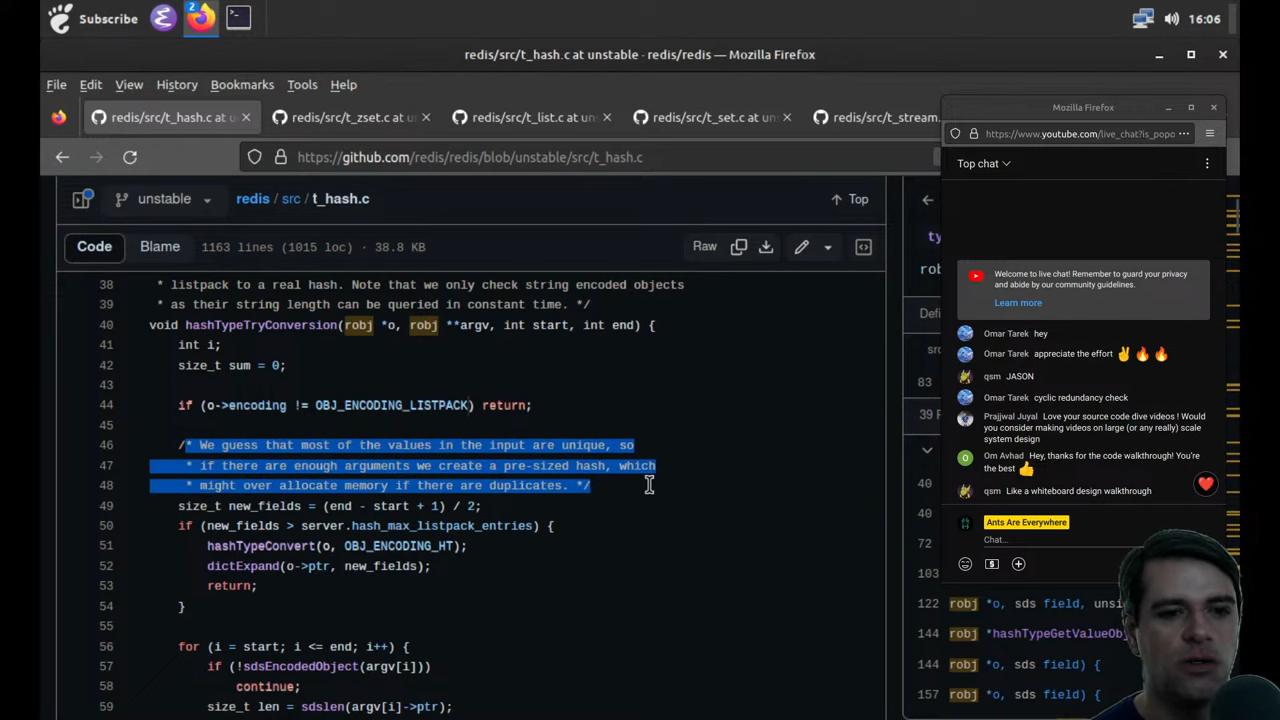 Subscribe
2
16:06
redis/src/t_hash.c at unstable · redis/redis — Mozilla Firefox
File Edit View History Bookmarks Tools Help
redis/src/t_hash.c at u
redis/src/t_zset.c at u
redis/src/t_list.c at un
redis/src/t_set.c at un
redis/src/t_stream.
https://github.com/redis/redis/blob/unstable/src/t_hash.c
unstable
redis / src / t_hash.c
Top
Code Blame 1163 lines (1015 loc) · 38.8 KB Raw
38 * listpack to a real hash. Note that we only check string encoded objects
39 * as their string length can be queried in constant time. */
40 void hashTypeTryConversion(robj *o, robj **argv, int start, int end) {
41 int i;
42 size_t sum = 0;
43
44 if (o->encoding != OBJ_ENCODING_LISTPACK) return;
45
46 /* We guess that most of the values in the input are unique, so
47 * if there are enough arguments we create a pre-sized hash, which
48 * might over allocate memory if there are duplicates. */
49 size_t new_fields = (end - start + 1) / 2;
50 if (new_fields > server.hash_max_listpack_entries) {
51 hashTypeConvert(o, OBJ_ENCODING_HT);
52 dictExpand(o->ptr, new_fields);
53 return;
54 }
55
56 for (i = start; i <= end; i++) {
57 if (!sdsEncodedObject(argv[i]))
58 continue;
59 size_t len = sdslen(argv[i]->ptr);
ty
rob
Defi
src
83
39 R
40
42
72
103
122 robj *o, sds field, unsi
144 robj *hashTypeGetValueObj
144 robj *o, sds field) {
157 robj *o, sds field) {
Mozilla Firefox
https://www.youtube.com/live_chat?is_popo
Top chat
Welcome to live chat! Remember to guard your privacy
and abide by our community guidelines.
Learn more
Omar Tarek hey
Omar Tarek appreciate the effort ✌🔥🔥
qsm JASON
Omar Tarek cyclic redundancy check
Prajjwal Juyal Love your source code dive videos ! Would
you consider making videos on large (or any really) scale
system design
Om Avhad Hey, thanks for the code walkthrough! You're
the best 👍
qsm Like a whiteboard design walkthrough
Ants Are Everywhere
Chat...